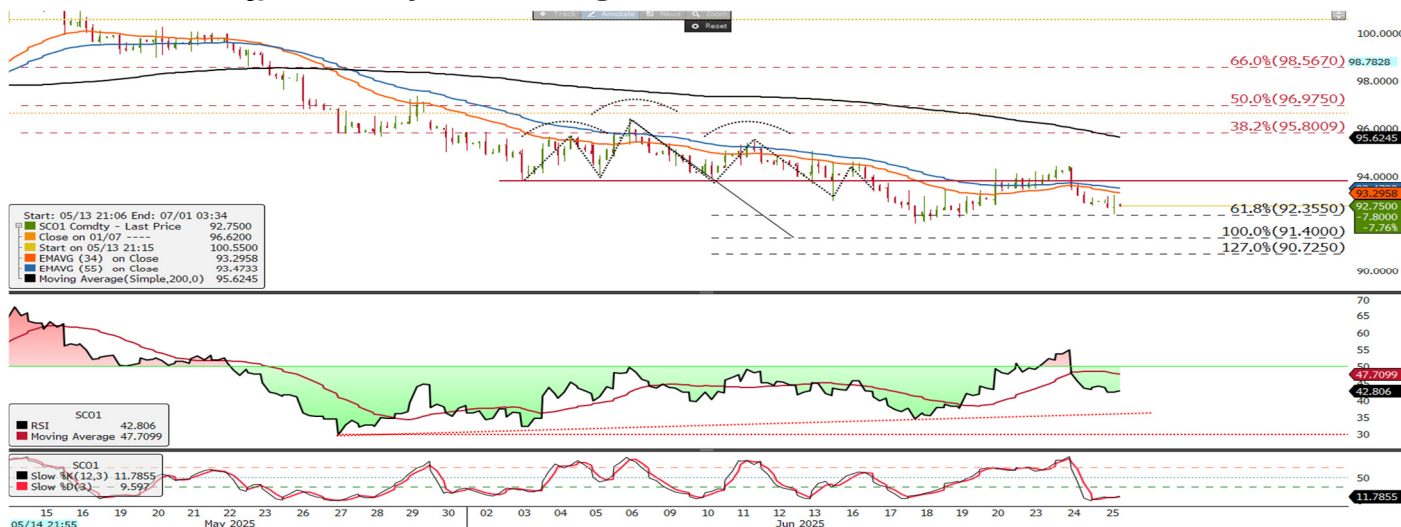 Track Annotate News Zoom
Reset
100.0000
66.0%(98.5670) 98.7828
98.0000
50.0%(96.9750)
38.2%(95.8009)
96.0000
95.6245
94.0000
93.2958
92.7500
-7.8000
-7.76%
61.8%(92.3550)
100.0%(91.4000)
127.0%(90.7250)
90.0000
Start: 05/13 21:06 End: 07/01 03:34
SCO1 Comdty - Last Price 92.7500
Close on 01/07 ---- 96.6200
Start on 05/13 21:15 100.5500
EMAVG (34) on Close 93.2958
EMAVG (55) on Close 93.4733
Moving Average(Simple,200,0) 95.6245
70
65
60
55
50
47.7099
45
42.806
40
35
30
SCO1
RSI 42.806
Moving Average 47.7099
SCO1
Slow %K(12,3) 11.7855
Slow %D(3) 9.597
50
11.7855
15 16 19 20 21 22 23 26 27 28 29 30 02 03 04 05 06 09 10 11 12 13 16 17 18 19 20 23 24 25
05/14 21:55 May 2025 Jun 2025